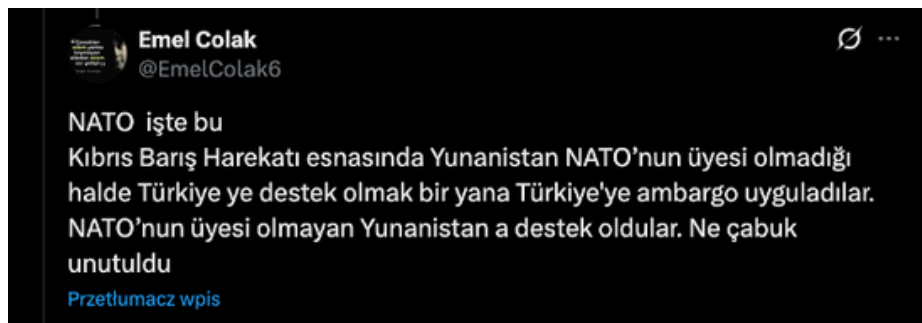 Emel Colak
@EmelColak6
NATO işte bu
Kıbrıs Barış Harekatı esnasında Yunanistan NATO’nun üyesi olmadığı
halde Türkiye ye destek olmak bir yana Türkiye'ye ambargo uyguladılar.
NATO’nun üyesi olmayan Yunanistan a destek oldular. Ne çabuk
unutuldu
Przetłumacz wpis